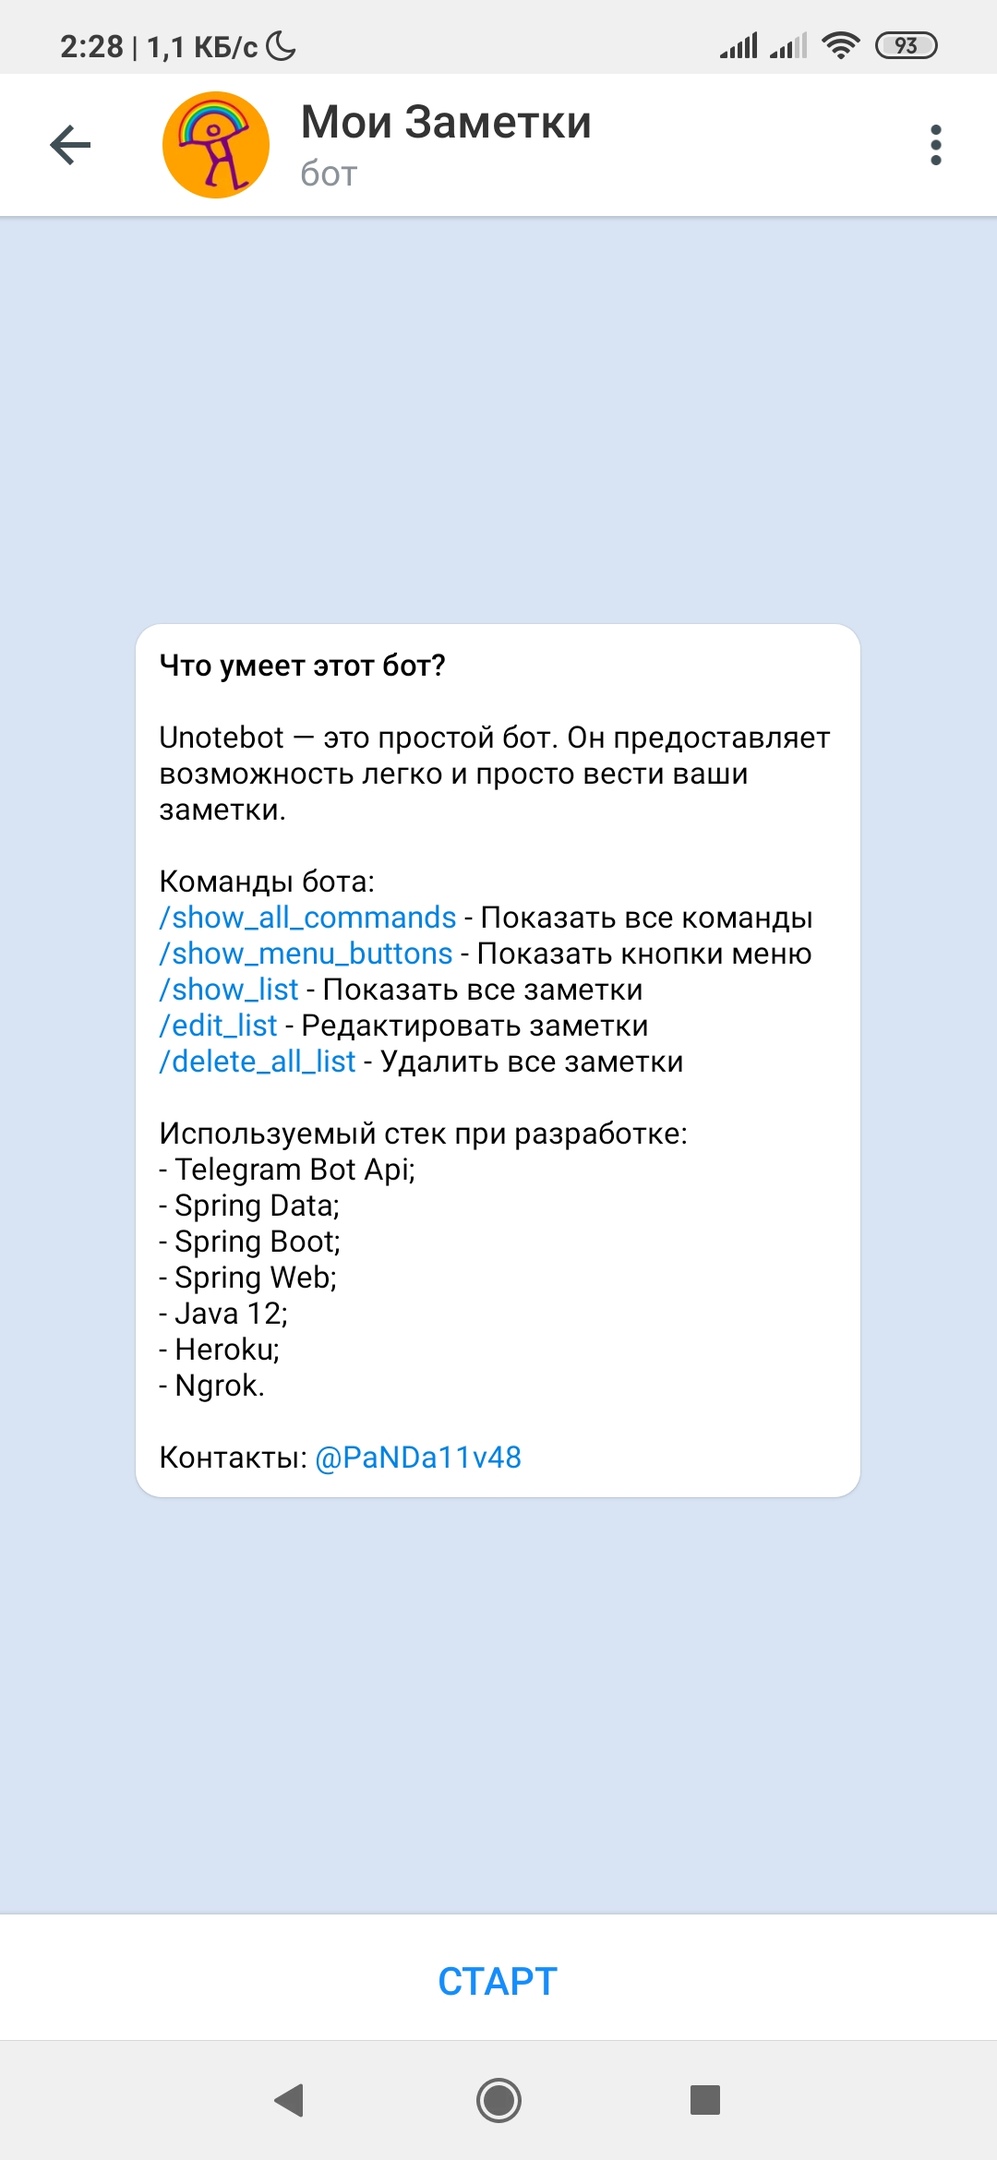 2:28 | 1,1 КБ/с
93
Мои Заметки
бот
Что умеет этот бот?
Unotebot — это простой бот. Он предоставляет
возможность легко и просто вести ваши
заметки.
Команды бота:
/show_all_commands - Показать все команды
/show_menu_buttons - Показать кнопки меню
/show_list - Показать все заметки
/edit_list - Редактировать заметки
/delete_all_list - Удалить все заметки
Используемый стек при разработке:
- Telegram Bot Api;
- Spring Data;
- Spring Boot;
- Spring Web;
- Java 12;
- Heroku;
- Ngrok.
Контакты: @PaNDa11v48
СТАРТ